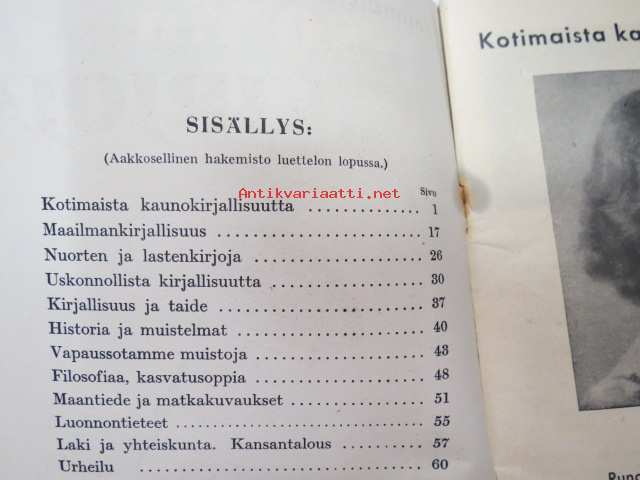 SISÄLLYS:
(Aakkosellinen hakemisto luettelon lopussa.)
Antikvariaatti.net
Sivu
Kotimaista kaunokirjallisuutta .............. 1
Maailmankirjallisuus ........................ 17
Nuorten ja lastenkirjoja .................... 26
Uskonnollista kirjallisuutta ................ 30
Kirjallisuus ja taide ....................... 37
Historia ja muistelmat ...................... 40
Vapaussotamme muistoja ...................... 43
Filosofiaa, kasvatusoppia ................... 48
Maantiede ja matkakuvaukset ................. 51
Luonnontieteet .............................. 55
Laki ja yhteiskunta. Kansantalous ........... 57
Urheilu ..................................... 60
Kotimaista ka